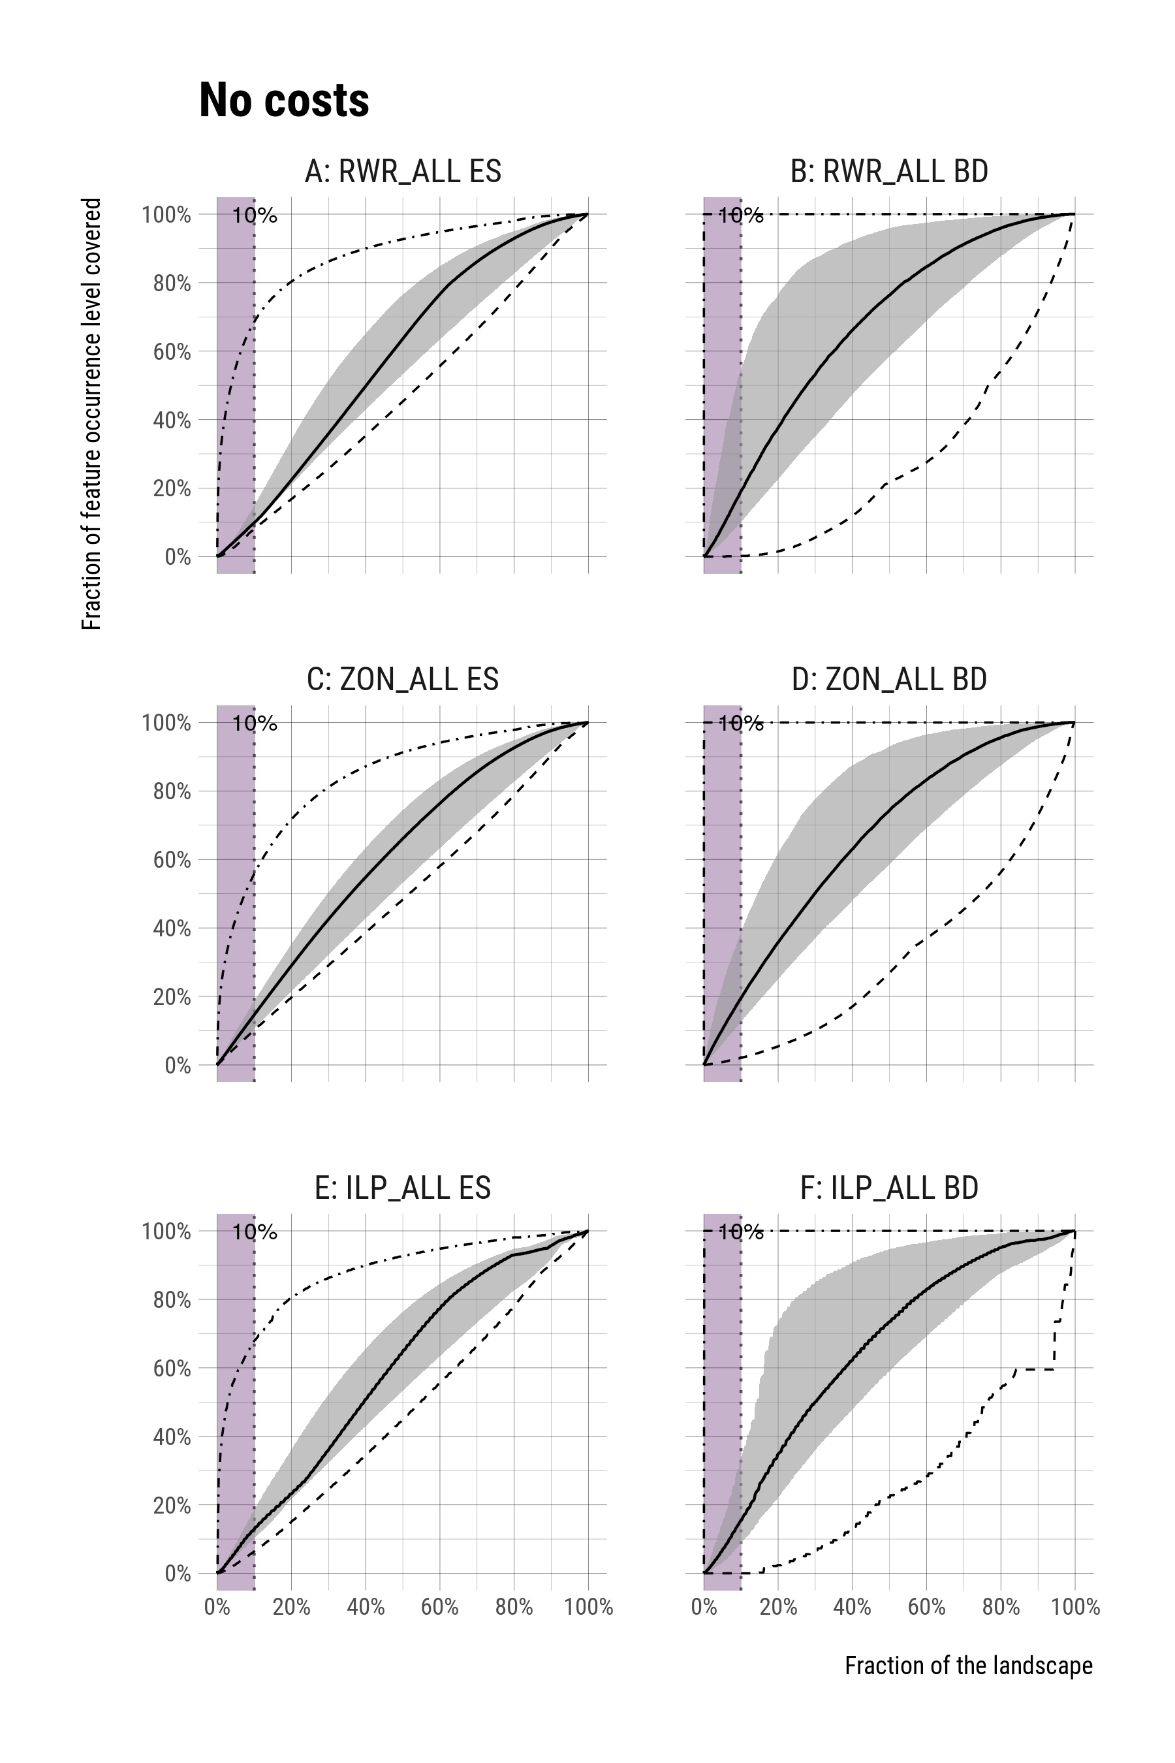 No costs
A: RWR_ALL ES
B: RWR_ALL BD
Fraction of feature occurrence level covered
100%
80%
60%
40%
20%
0%
10%
10%
C: ZON_ALL ES
D: ZON_ALL BD
100%
80%
60%
40%
20%
0%
10%
10%
E: ILP_ALL ES
F: ILP_ALL BD
100%
80%
60%
40%
20%
0%
10%
10%
0% 20% 40% 60% 80% 100%
0% 20% 40% 60% 80% 100%
Fraction of the landscape